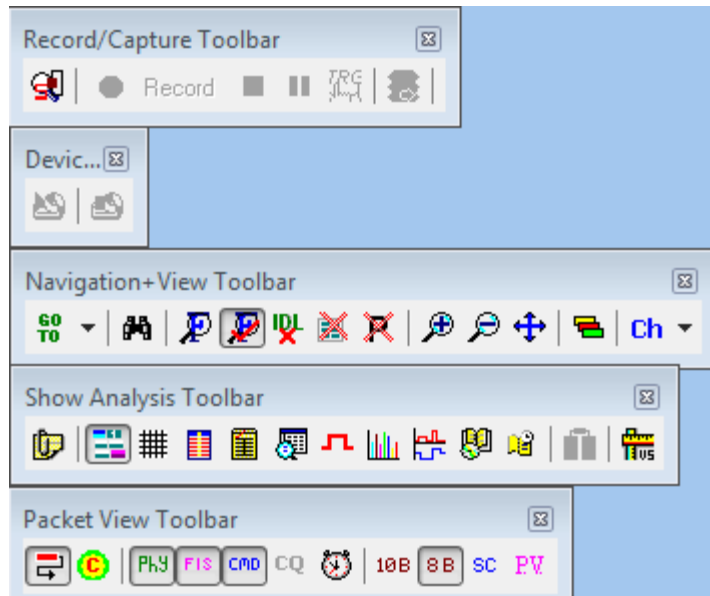 Record/Capture Toolbar
Record TRG
Devic...
Navigation+View Toolbar
GO TO F F IDL P Ch
Show Analysis Toolbar
VS
Packet View Toolbar
C Phy FIS CMD CQ 10B 8B SC P.V.